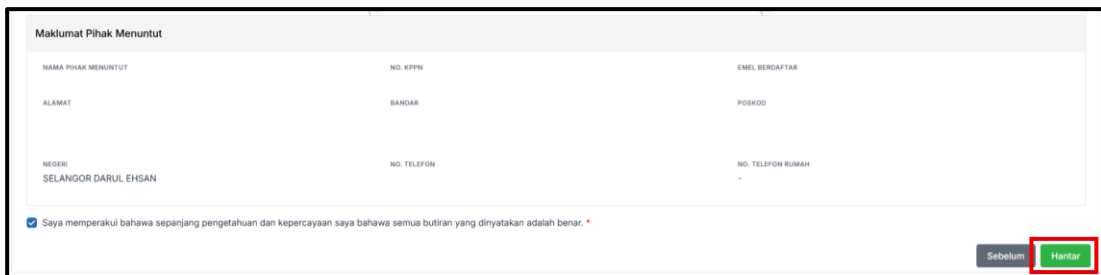 Maklumat Pihak Menuntut
NAMA PIHAK MENUNTUT NO. KPPN EMEL BERDAFTAR
ALAMAT BANDAR POSKOD
NEGERI NO. TELEFON NO. TELEFON RUMAH
SELANGOR DARUL EHSAN -
Saya memperakui bahawa sepanjang pengetahuan dan kepercayaan saya bahawa semua butiran yang dinyatakan adalah benar. *
Sebelum Hantar